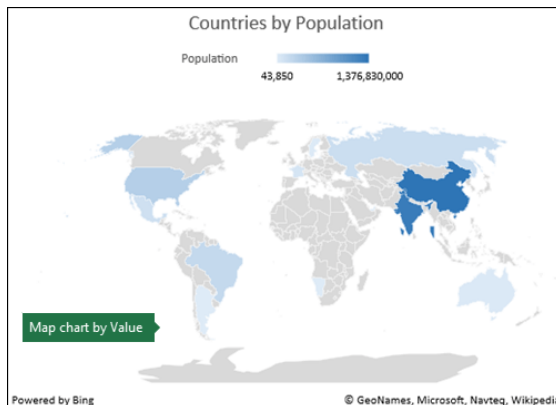 Countries by Population
Population
43,850 1,376,830,000
Map chart by Value
Powered by Bing © GeoNames, Microsoft, Navteq, Wikipedia